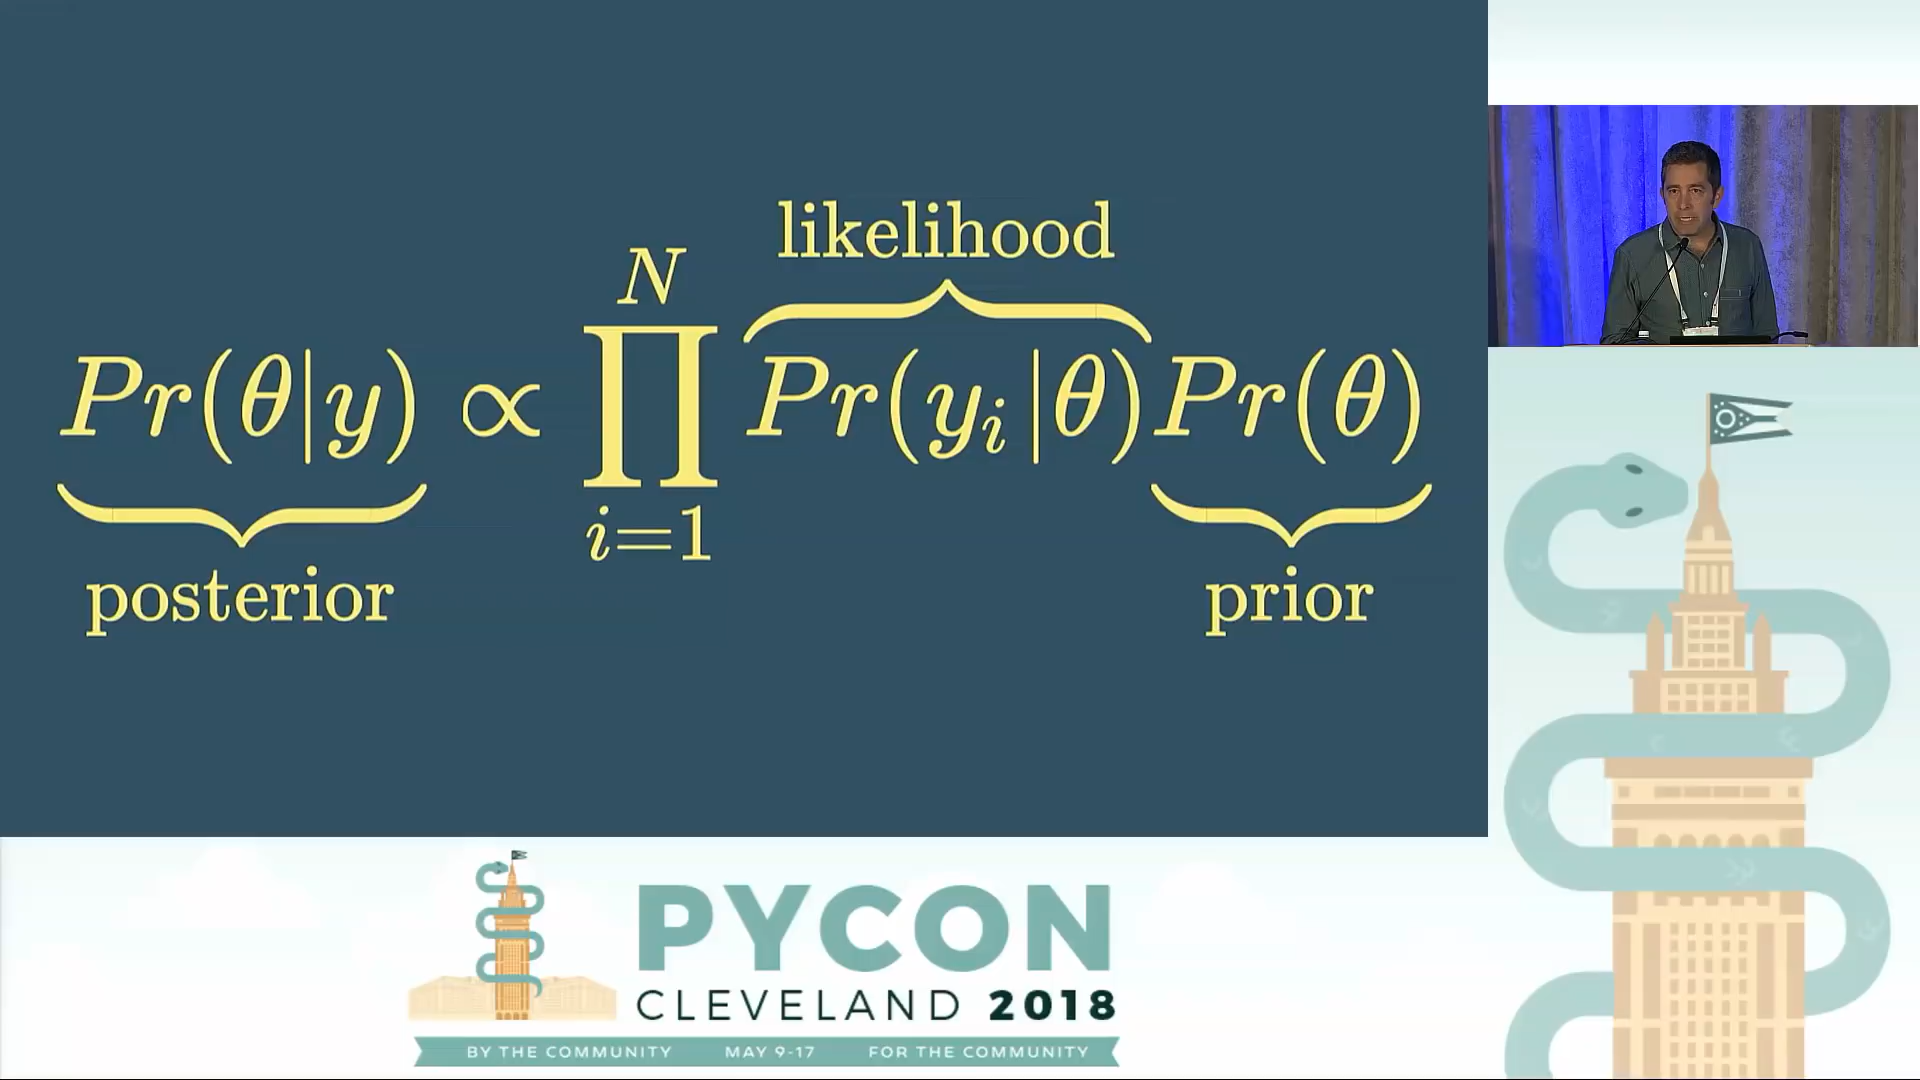 likelihood
Pr(θ|y) ∝ ∏_{i=1}^{N} Pr(y_i|θ)Pr(θ)
posterior
prior
PYCON
CLEVELAND 2018
BY THE COMMUNITY MAY 9-17 FOR THE COMMUNITY